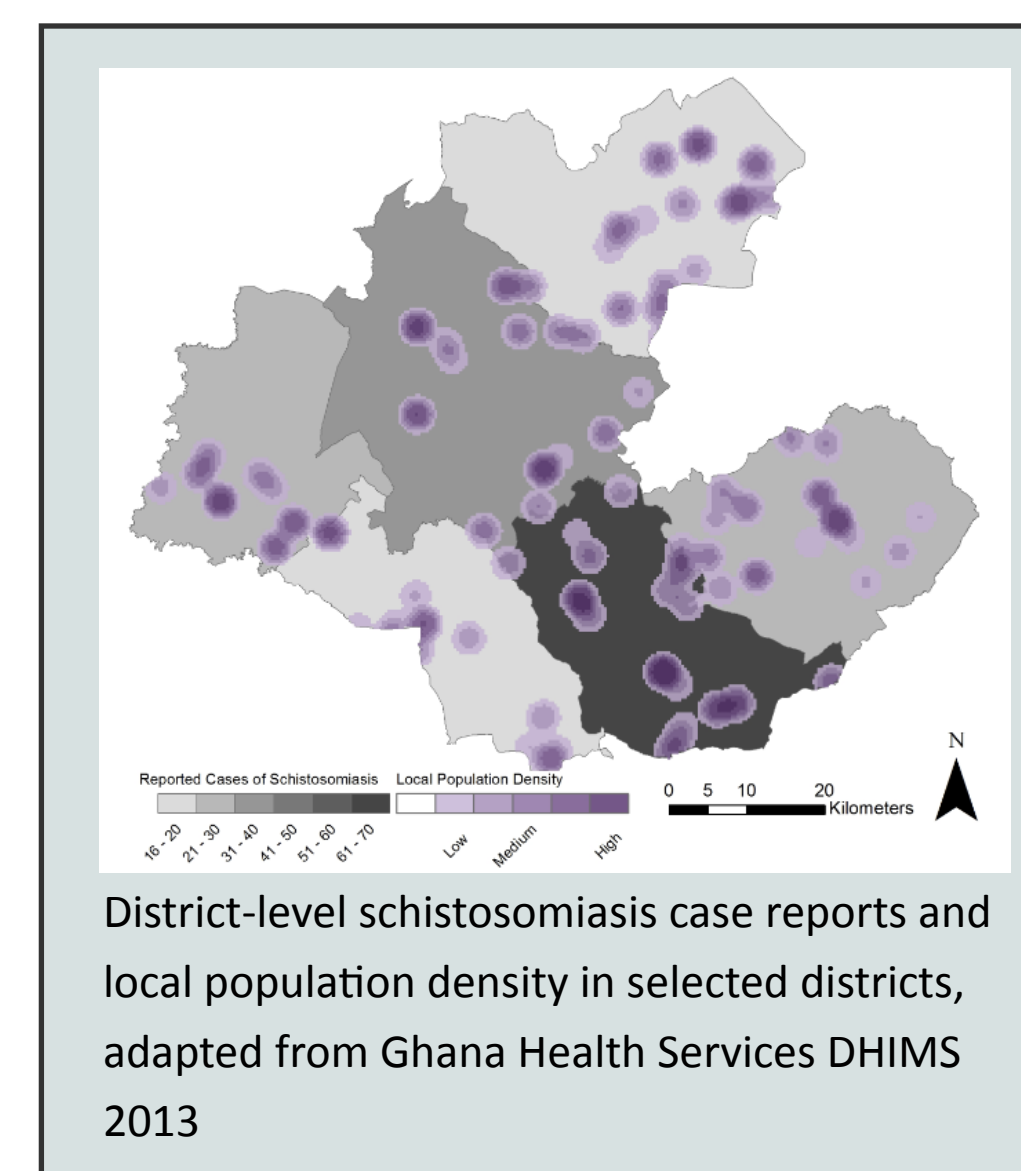 N
Reported Cases of Schistosomiasis
Local Population Density
16 - 20
21 - 30
31 - 40
41 - 50
51 - 60
61 - 70
Low
Medium
High
0 5 10 20
Kilometers
District-level schistosomiasis case reports and
local population density in selected districts,
adapted from Ghana Health Services DHIMS
2013